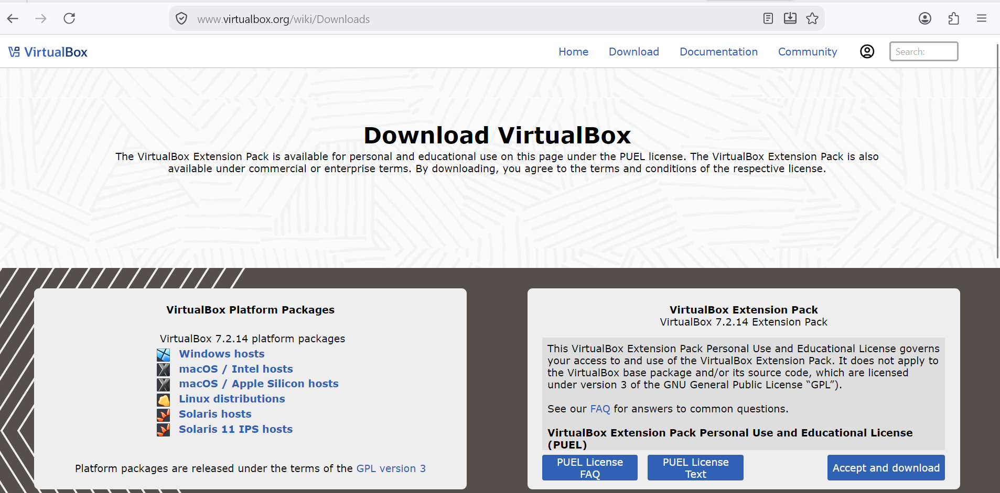 www.virtualbox.org/wiki/Downloads
VirtualBox
Home
Download
Documentation
Community
Search:
Download VirtualBox
The VirtualBox Extension Pack is available for personal and educational use on this page under the PUEL license. The VirtualBox Extension Pack is also
available under commercial or enterprise terms. By downloading, you agree to the terms and conditions of the respective license.
VirtualBox Platform Packages
VirtualBox 7.2.14 platform packages
Windows hosts
macOS / Intel hosts
macOS / Apple Silicon hosts
Linux distributions
Solaris hosts
Solaris 11 IPS hosts
Platform packages are released under the terms of the GPL version 3
VirtualBox Extension Pack
VirtualBox 7.2.14 Extension Pack
This VirtualBox Extension Pack Personal Use and Educational License governs
your access to and use of the VirtualBox Extension Pack. It does not apply to
the VirtualBox base package and/or its source code, which are licensed
under version 3 of the GNU General Public License “GPL”).
See our FAQ for answers to common questions.
VirtualBox Extension Pack Personal Use and Educational License
(PUEL)
PUEL License
FAQ
PUEL License
Text
Accept and download